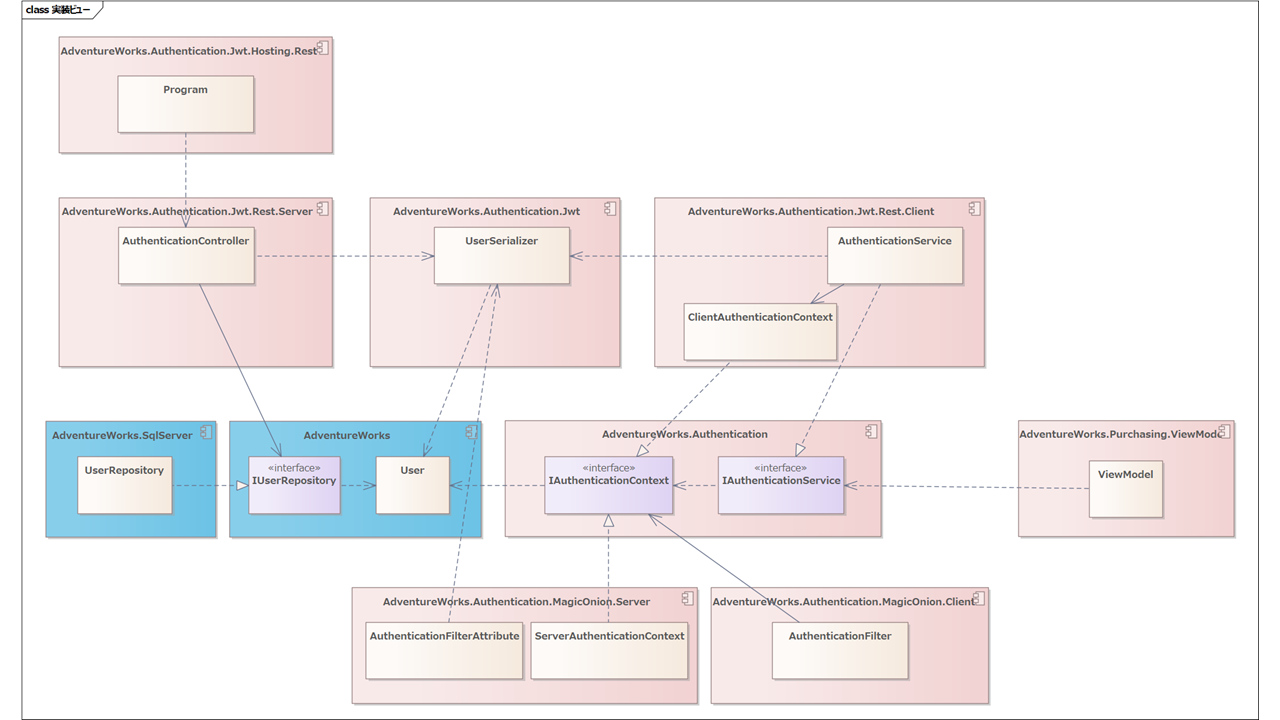 class 実装ビュー
AdventureWorks.Authentication.Jwt.Hosting.Rest
Program
AdventureWorks.Authentication.Jwt.Rest.Server
AuthenticationController
AdventureWorks.Authentication.Jwt
UserSerializer
AdventureWorks.Authentication.Jwt.Rest.Client
AuthenticationService
ClientAuthenticationContext
AdventureWorks.SqlServer
UserRepository
AdventureWorks
«interface»
IUserRepository
User
AdventureWorks.Authentication
«interface»
IAuthenticationContext
«interface»
IAuthenticationService
AdventureWorks.Purchasing.ViewMode
ViewModel
AdventureWorks.Authentication.MagicOnion.Server
AuthenticationFilterAttribute
ServerAuthenticationContext
AdventureWorks.Authentication.MagicOnion.Client
AuthenticationFilter